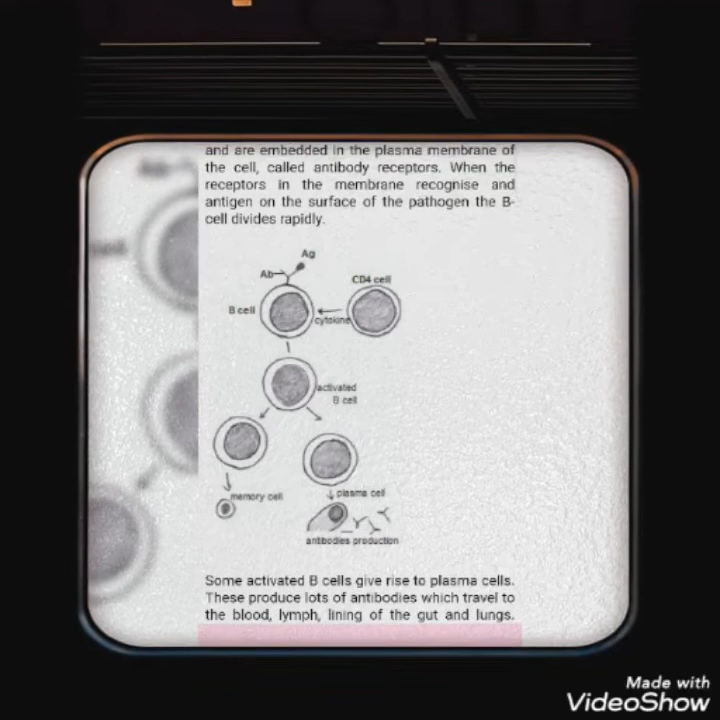 and are embedded in the plasma membrane of
the cell, called antibody receptors. When the
receptors in the membrane recognise and
antigen on the surface of the pathogen the B-
cell divides rapidly.
Ag
Ab
CD4 cell
B cell
cytokine
activated
B cell
memory cell
plasma cell
antibodies production
Some activated B cells give rise to plasma cells.
These produce lots of antibodies which travel to
the blood, lymph, lining of the gut and lungs.
Made with
VideoShow